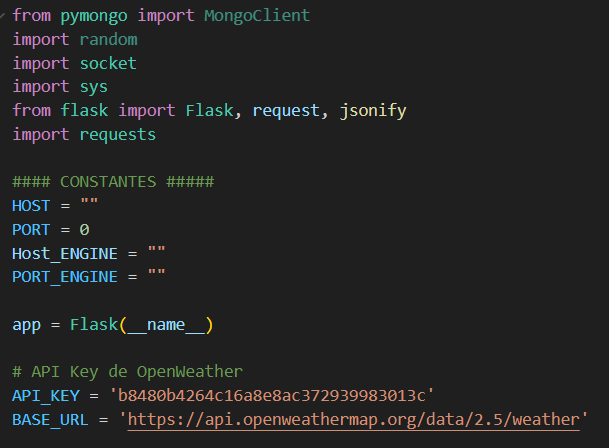 from pymongo import MongoClient
import random
import socket
import sys
from flask import Flask, request, jsonify
import requests
#### CONSTANTES #####
HOST = ""
PORT = 0
Host_ENGINE = ""
PORT_ENGINE = ""
app = Flask(__name__)
# API Key de OpenWeather
API_KEY = 'b8480b4264c16a8e8ac372939983013c'
BASE_URL = 'https://api.openweathermap.org/data/2.5/weather'